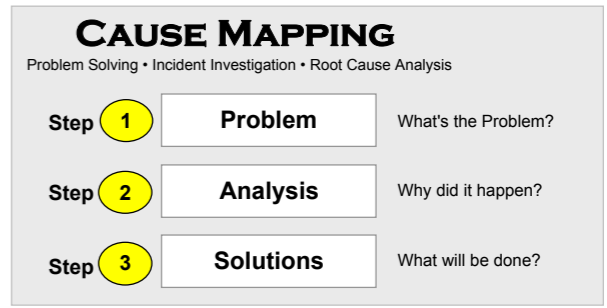 CAUSE MAPPING
Problem Solving • Incident Investigation • Root Cause Analysis
Step 1 Problem What's the Problem?
Step 2 Analysis Why did it happen?
Step 3 Solutions What will be done?